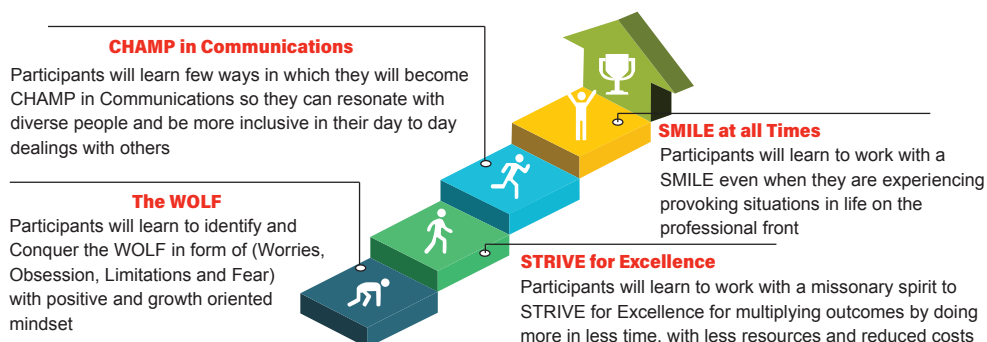 CHAMP in Communications
Participants will learn few ways in which they will become
CHAMP in Communications so they can resonate with
diverse people and be more inclusive in their day to day
dealings with others
The WOLF
Participants will learn to identify and
Conquer the WOLF in form of (Worries,
Obsession, Limitations and Fear)
with positive and growth oriented
mindset
SMILE at all Times
Participants will learn to work with a
SMILE even when they are experiencing
provoking situations in life on the
professional front
STRIVE for Excellence
Participants will learn to work with a missonary spirit to
STRIVE for Excellence for multiplying outcomes by doing
more in less time, with less resources and reduced costs